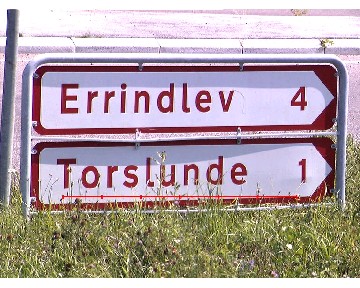 Errindlev 4
Torslunde 1